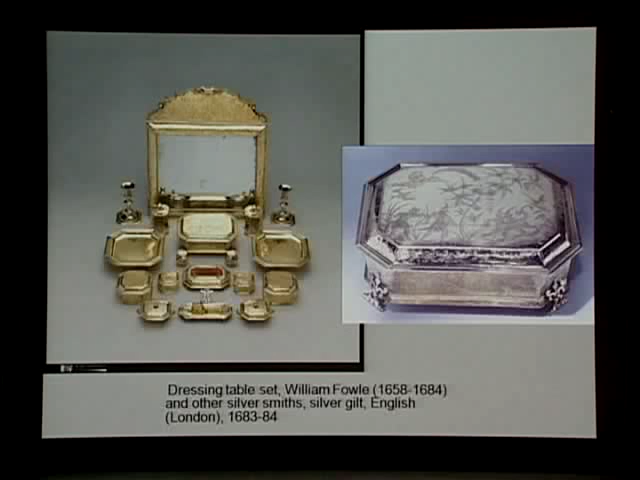 Dressing table set, William Fowle (1658-1684)
and other silver smiths, silver gilt, English
(London), 1683-84